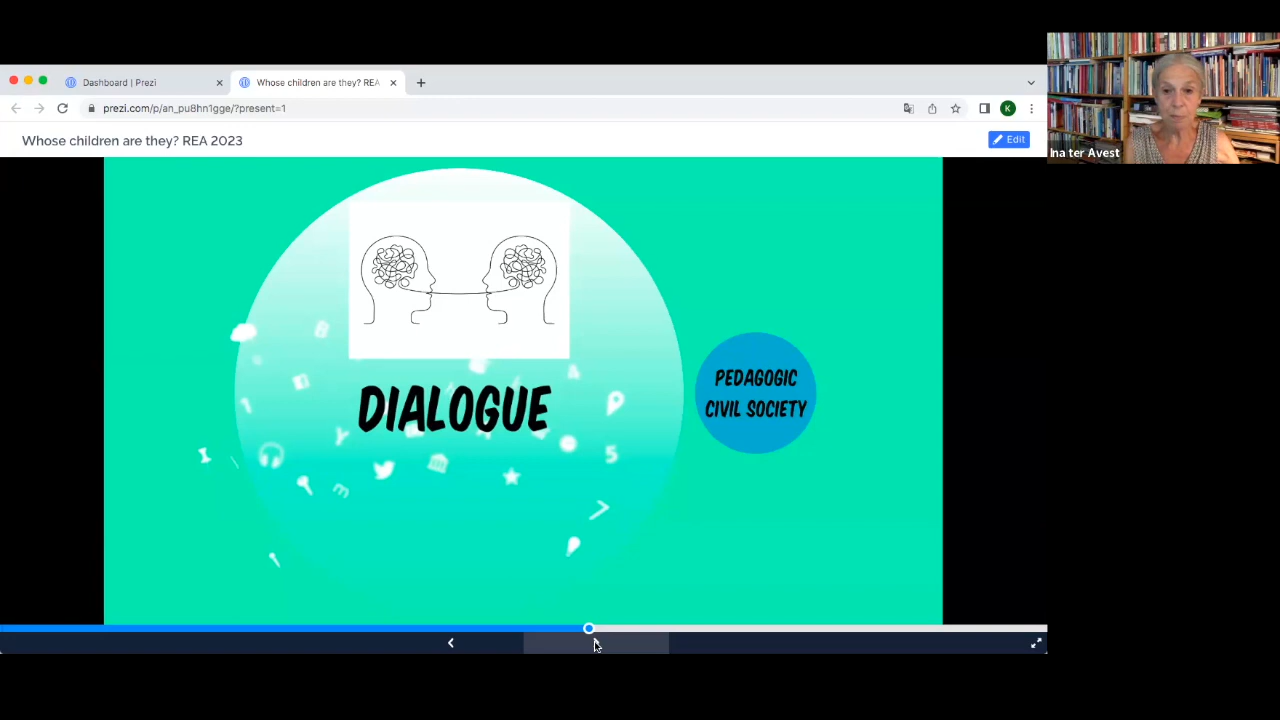 Dashboard | Prezi
Whose children are they? REA
prezi.com/p/an_pu8hn1gge/?present=1
K
Whose children are they? REA 2023
Edit
Ina ter Avest
DIALOGUE
PEDAGOGIC
CIVIL SOCIETY